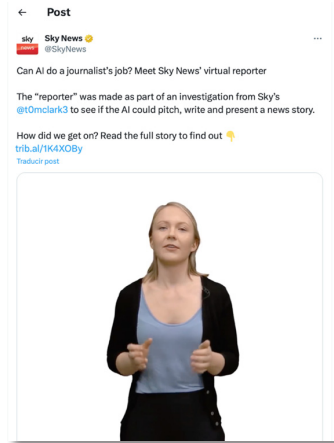 Post
sky
news
Sky News
@SkyNews
Can AI do a journalist's job? Meet Sky News' virtual reporter
The “reporter” was made as part of an investigation from Sky's
@t0mclark3 to see if the AI could pitch, write and present a news story.
How did we get on? Read the full story to find out 👇
trib.al/1K4XOBy
Traducir post